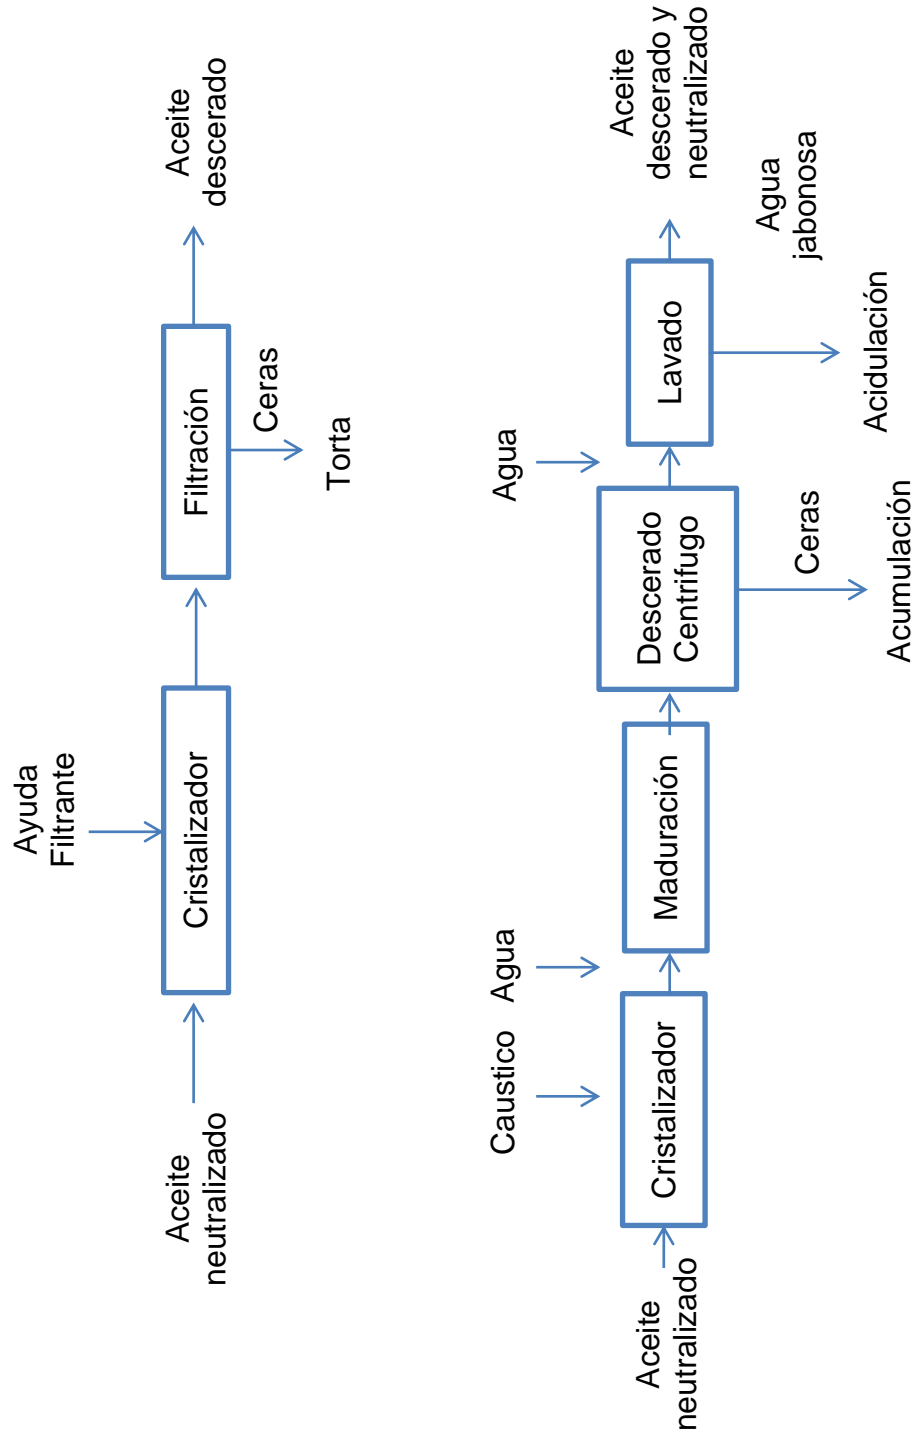 Ayuda
Filtrante
Aceite
neutralizado
Cristalizador
Filtración
Aceite
descerado
Ceras
Torta
Caustico
Agua
Agua
Aceite
neutralizado
Cristalizador
Maduración
Descerado
Centrifugo
Lavado
Aceite
descerado y
neutralizado
Agua
jabonosa
Ceras
Acumulación
Acidulación